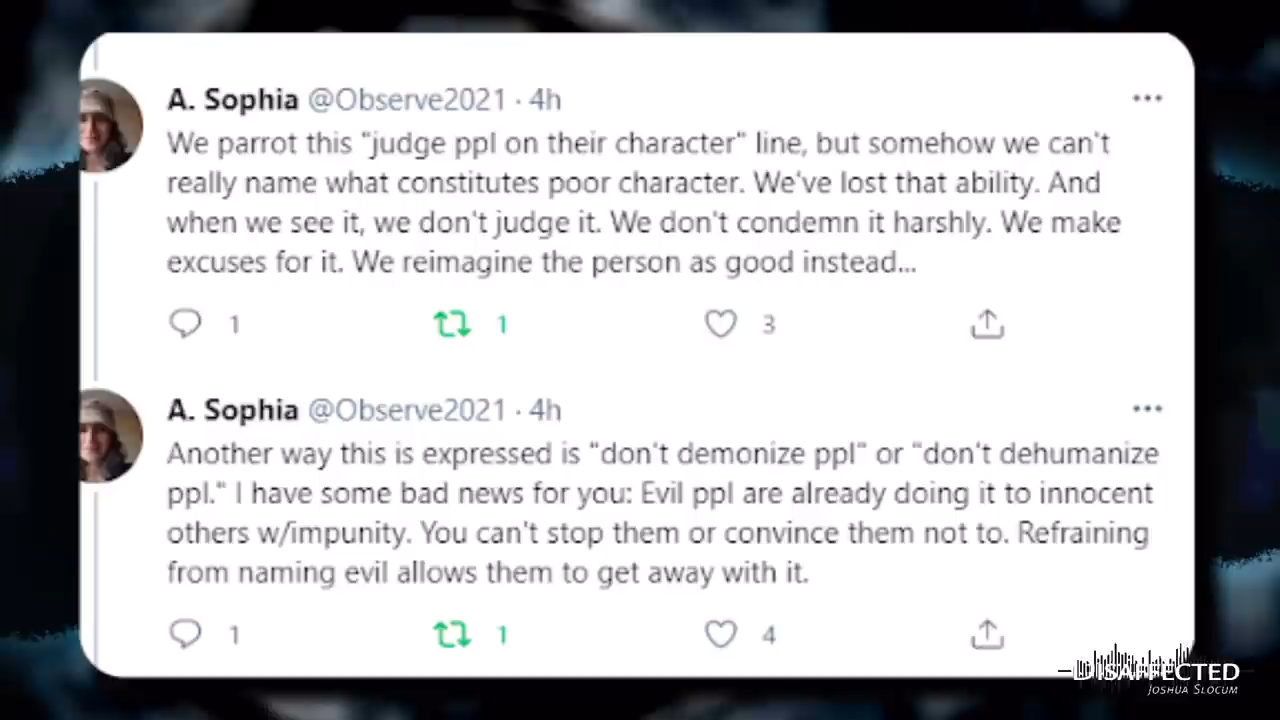 A. Sophia @Observe2021 · 4h
We parrot this "judge ppl on their character" line, but somehow we can't
really name what constitutes poor character. We've lost that ability. And
when we see it, we don't judge it. We don't condemn it harshly. We make
excuses for it. We reimagine the person as good instead...
1 1 3
A. Sophia @Observe2021 · 4h
Another way this is expressed is "don't demonize ppl" or "don't dehumanize
ppl." I have some bad news for you: Evil ppl are already doing it to innocent
others w/impunity. You can't stop them or convince them not to. Refraining
from naming evil allows them to get away with it.
1 1 4
DISAFFECTED
JOSHUA SLOCUM